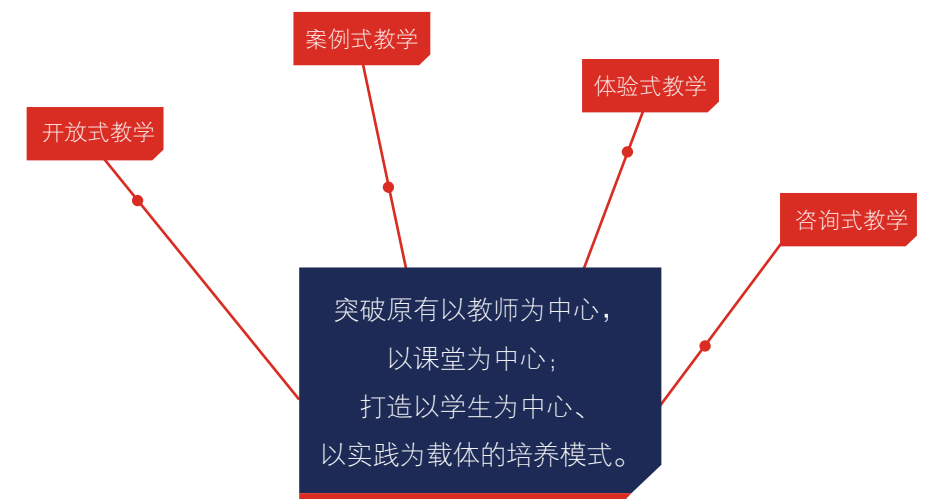 案例式教学
体验式教学
开放式教学
咨询式教学
突破原有以教师为中心，
以课堂为中心；
打造以学生为中心、
以实践为载体的培养模式。